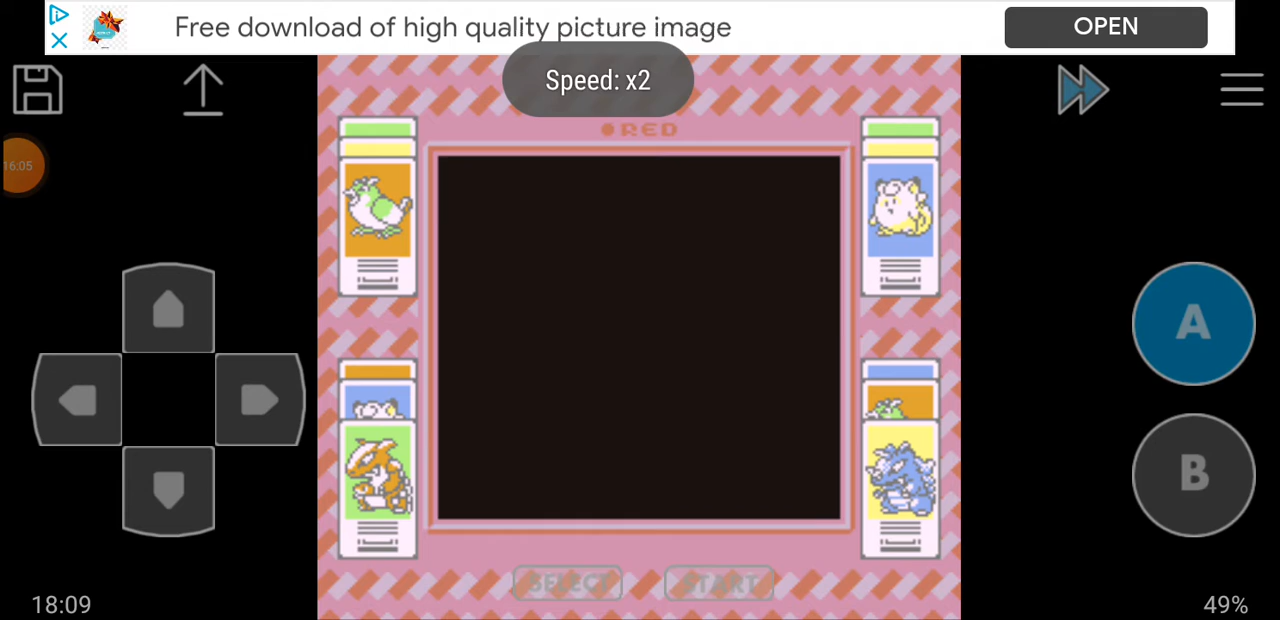 Free download of high quality picture image
OPEN
Speed: x2
RED
16:05
A
B
SELECT
START
18:09
49%